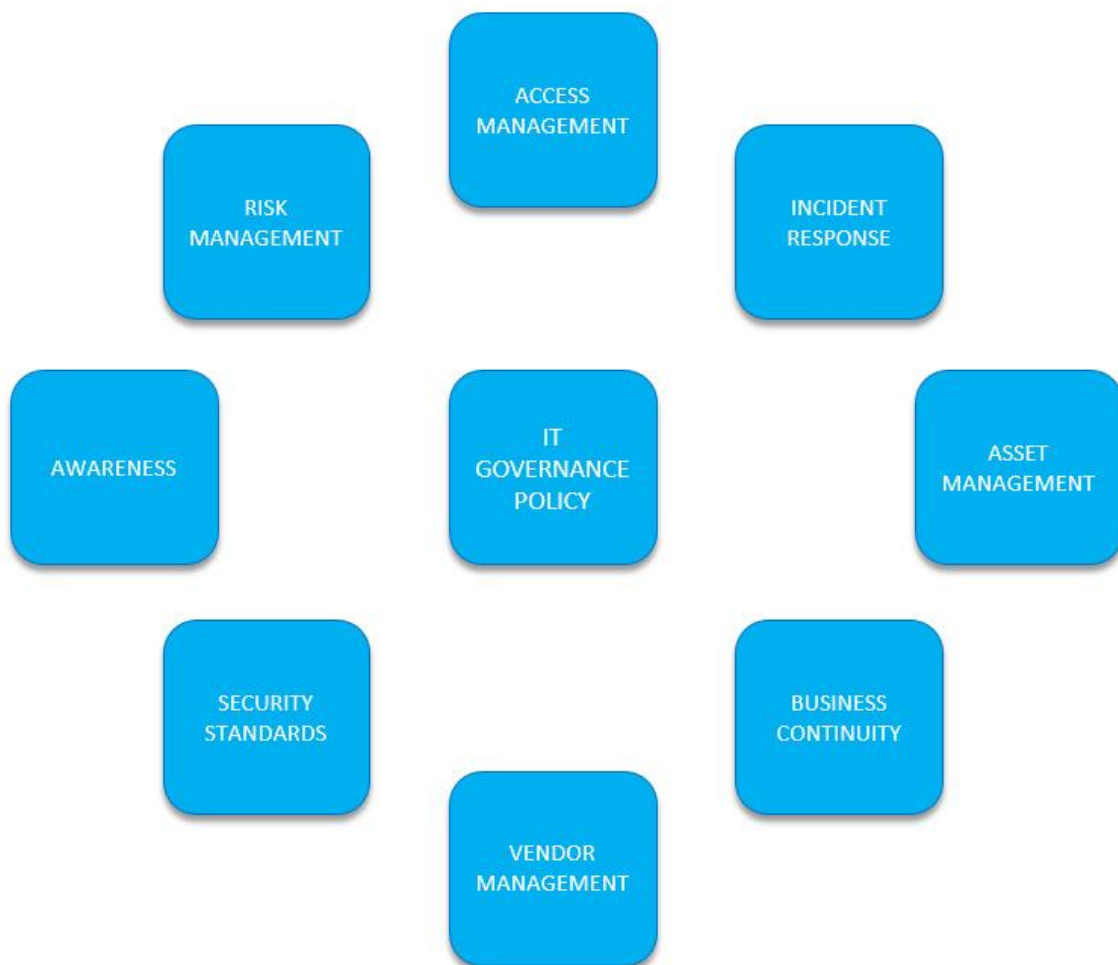 ACCESS
MANAGEMENT
RISK
MANAGEMENT
INCIDENT
RESPONSE
AWARENESS
IT
GOVERNANCE
POLICY
ASSET
MANAGEMENT
SECURITY
STANDARDS
BUSINESS
CONTINUITY
VENDOR
MANAGEMENT